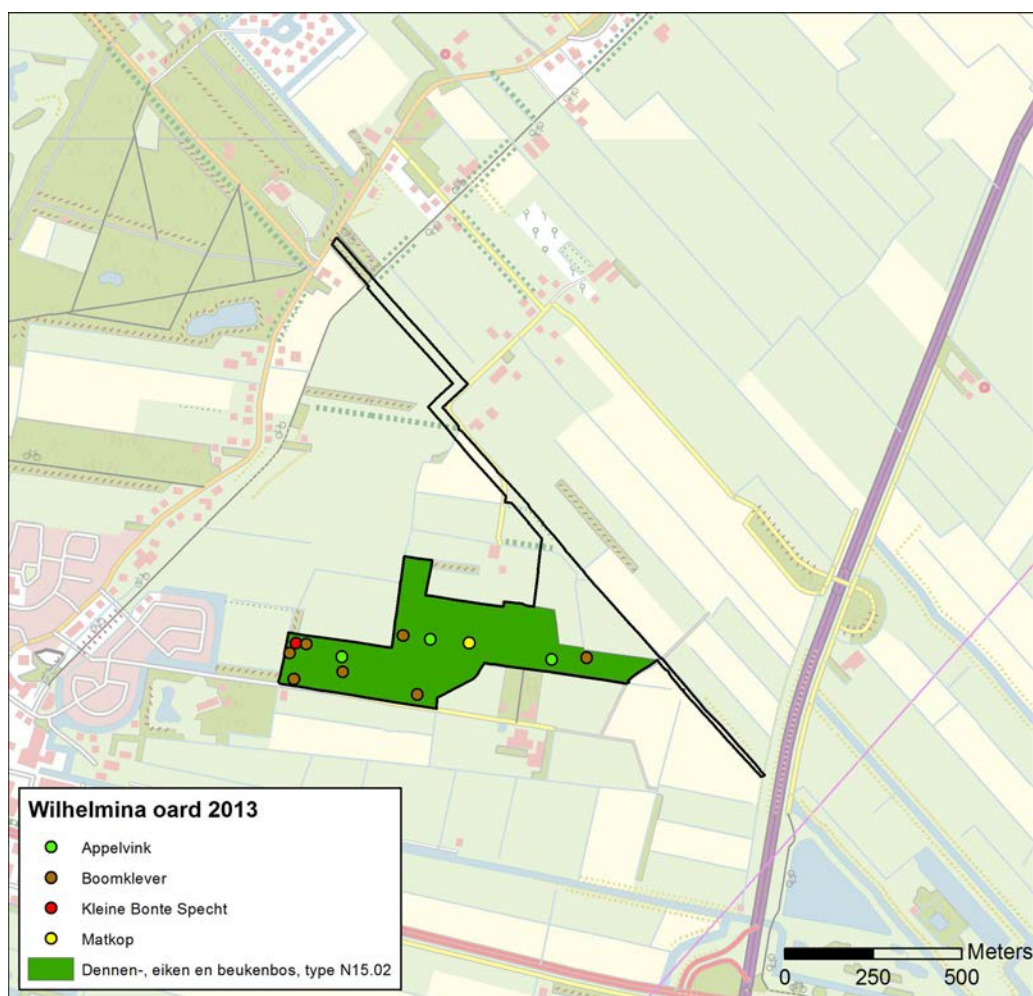 Wilhelmina oard 2013
Appelvink
Boomklever
Kleine Bonte Specht
Matkop
Dennen-, eiken en beukenbos, type N15.02
Meters
0 250 500